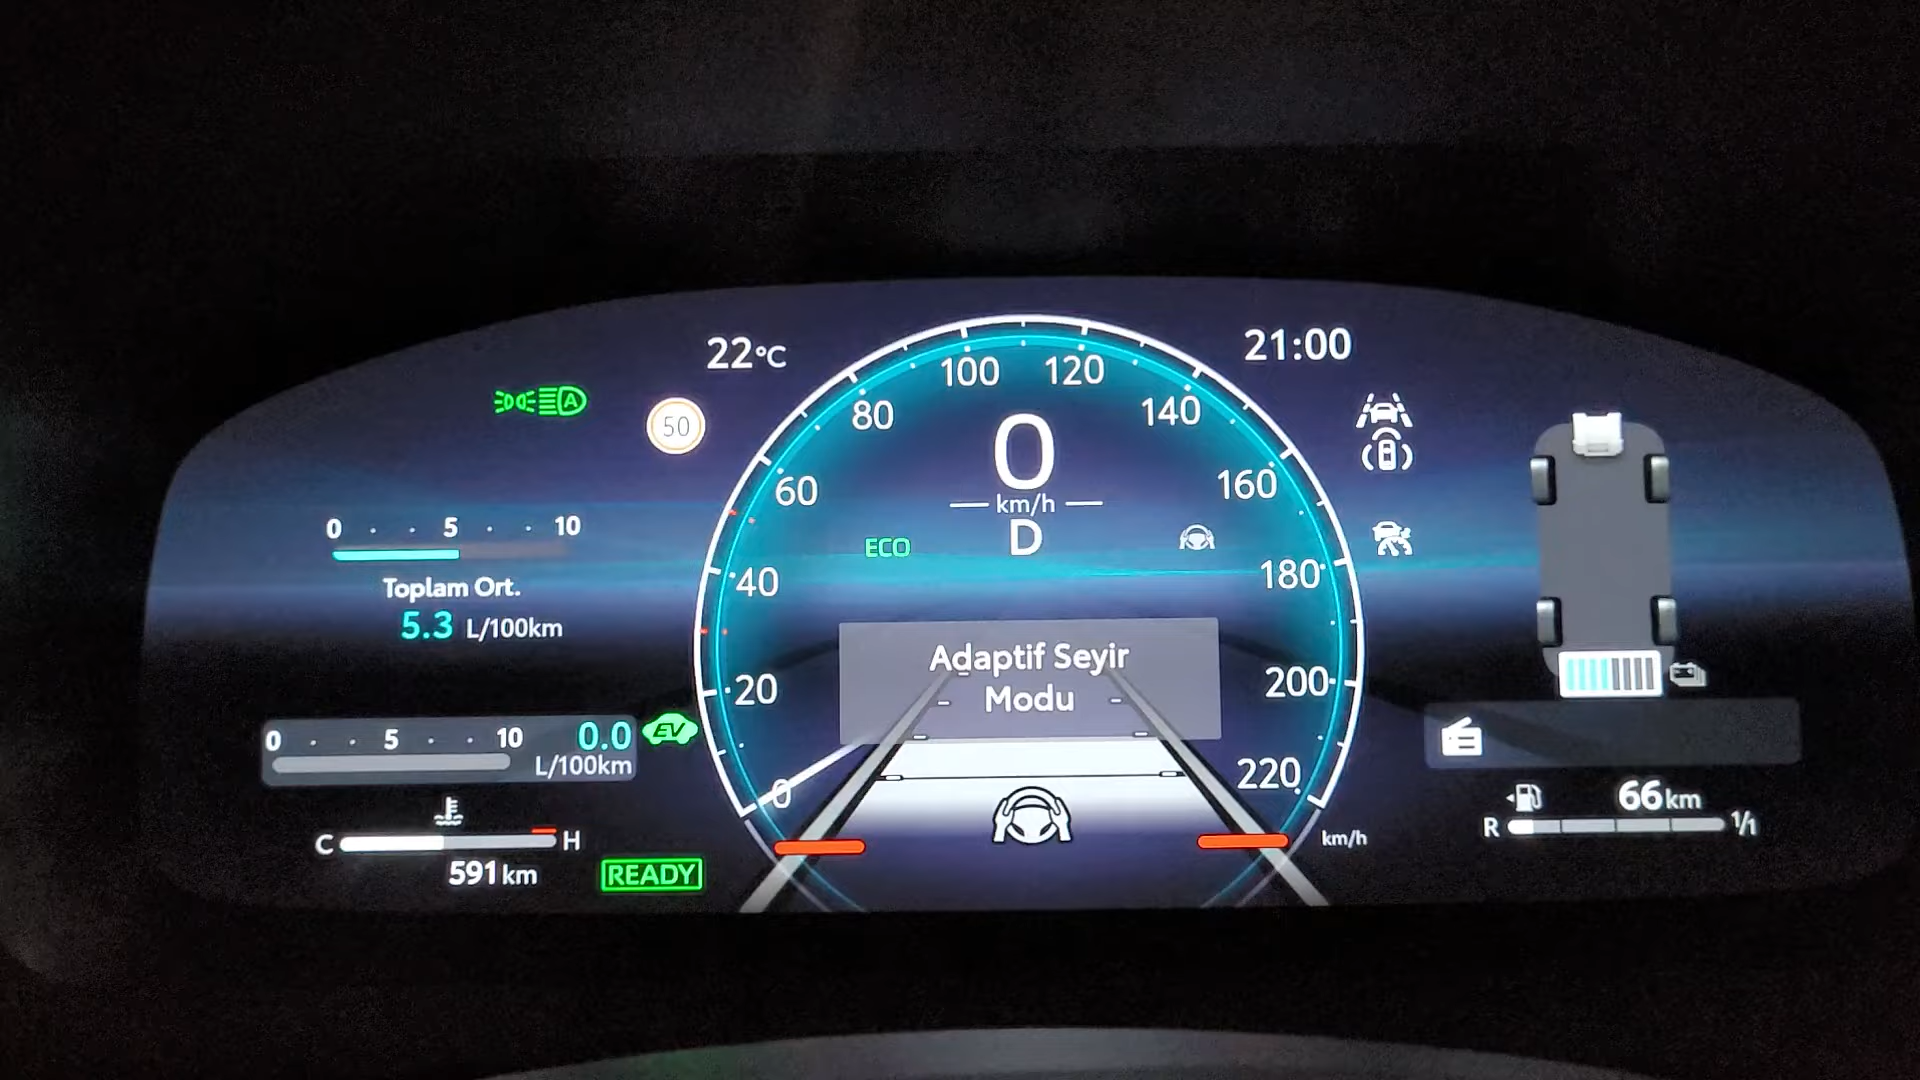 22°C
21:00
50
A
100 120
80 140
60 160
40 180
20 200
0 220
0
km/h
D
ECO
0 5 10
Toplam Ort.
5.3 L/100km
Adaptif Seyir
Modu
0 5 10 0.0
L/100km
EV
C H
591 km
READY
km/h
66 km
R 1/1